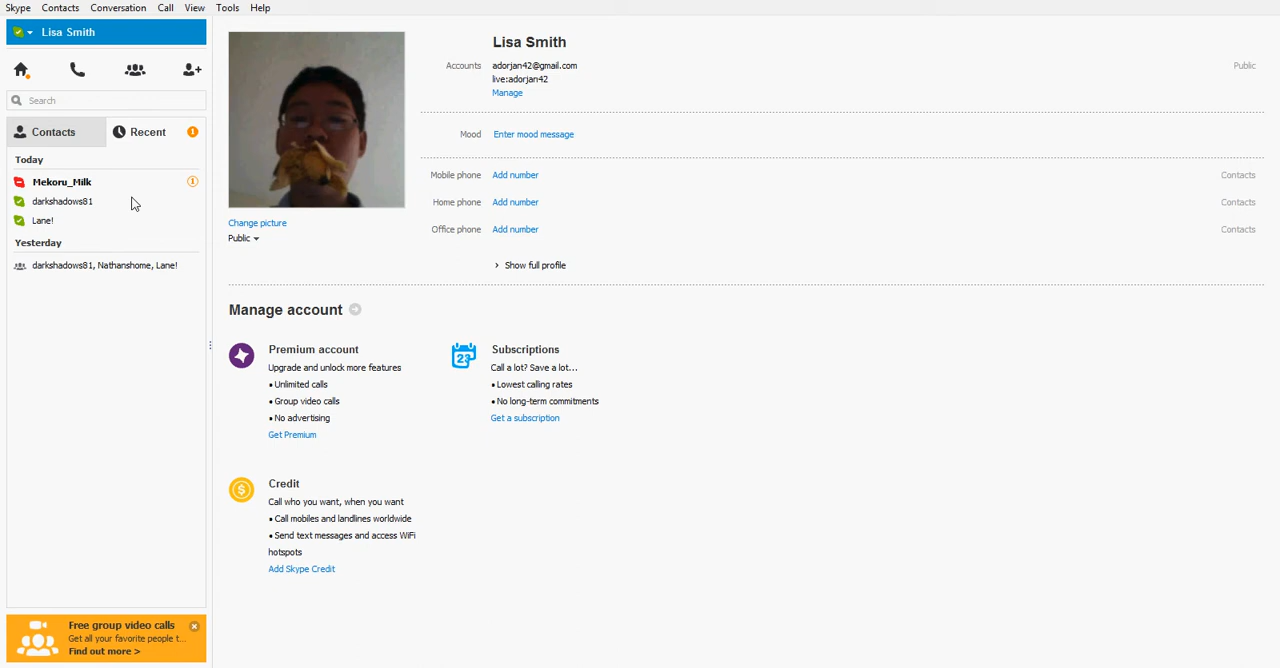 Skype Contacts Conversation Call View Tools Help
Lisa Smith
Search
Contacts
Recent 1
Today
Mekoru_Milk 1
darkshadows81
Lane!
Yesterday
darkshadows81, Nathanshome, Lane!
Free group video calls
Get all your favorite people t...
Find out more >
Change picture
Public
Lisa Smith
Accounts adorjan42@gmail.com Public
live:adorjan42
Manage
Mood Enter mood message
Mobile phone Add number Contacts
Home phone Add number Contacts
Office phone Add number Contacts
Show full profile
Manage account
Premium account
Upgrade and unlock more features
• Unlimited calls
• Group video calls
• No advertising
Get Premium
23
Subscriptions
Call a lot? Save a lot...
• Lowest calling rates
• No long-term commitments
Get a subscription
$
Credit
Call who you want, when you want
• Call mobiles and landlines worldwide
• Send text messages and access WiFi
hotspots
Add Skype Credit